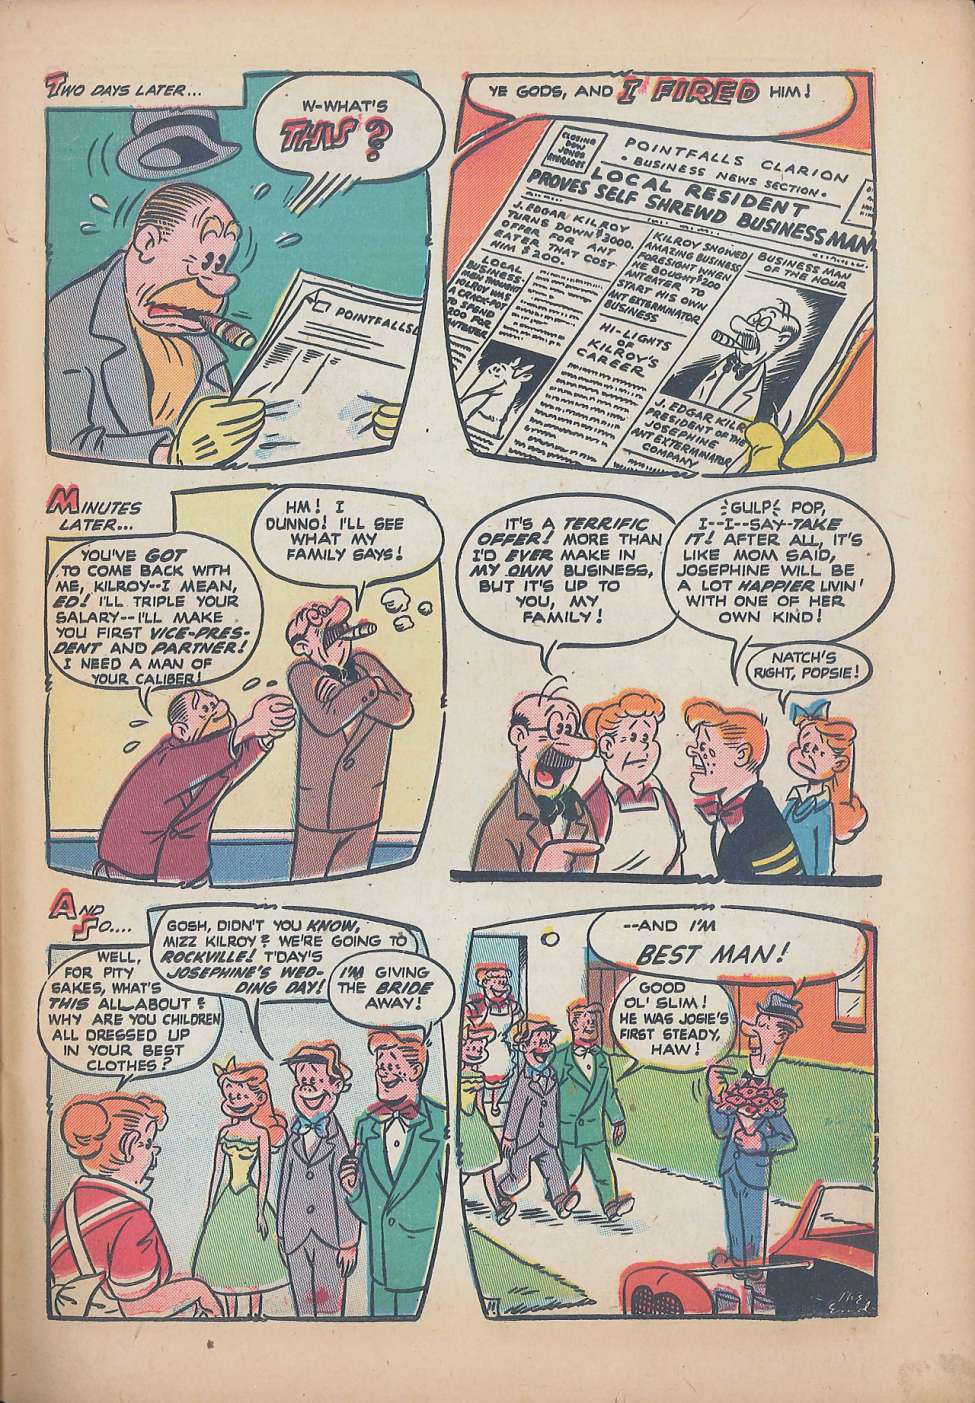 TWO DAYS LATER...
W-WHAT'S
THIS?
POINTFALLS
YE GODS, AND I FIRED HIM!
CLOSING
DOW
JONES
AVERAGES
POINTFALLS CLARION
• BUSINESS NEWS SECTION •
LOCAL RESIDENT
PROVES SELF SHREWD BUSINESS MAN
J. EDGAR KILROY
TURNS DOWN $3000.
OFFER FOR ANT
EATER THAT COST
HIM $200.
LOCAL
BUSINESS-
MEN THOUGHT
KILROY WAS
A CRACK-POT
TO SPEND
200 FOR
ANTEATER
KILROY SHOWED
AMAZING BUSINESS
FORESIGHT WHEN
HE BOUGHT $200
ANTEATER TO
START HIS OWN
ANT EXTERMINATOR
BUSINESS
HI-LIGHTS
OF
KILROY'S
CAREER
BUSINESS MAN
OF THE HOUR
J. EDGAR KILR
PRESIDENT OF THE
JOSEPHINE
ANT EXTERMINATOR
COMPANY
MINUTES
LATER...
YOU'VE GOT
TO COME BACK WITH
ME, KILROY--I MEAN,
ED! I'LL TRIPLE YOUR
SALARY--I'LL MAKE
YOU FIRST VICE-PRES-
DENT AND PARTNER!
I NEED A MAN OF
YOUR CALIBER!
HM! I
DUNNO! I'LL SEE
WHAT MY
FAMILY SAYS!
IT'S A TERRIFIC
OFFER! MORE THAN
I'D EVER MAKE IN
MY OWN BUSINESS,
BUT IT'S UP TO
YOU, MY
FAMILY!
GULP POP,
I--I--SAY-TAKE
IT! AFTER ALL, IT'S
LIKE MOM SAID,
JOSEPHINE WILL BE
A LOT HAPPIER LIVIN'
WITH ONE OF HER
OWN KIND!
NATCH'S
RIGHT, POPSIE!
AND
SO....
WELL,
FOR PITY
SAKES, WHAT'S
THIS ALL ABOUT?
WHY ARE YOU CHILDREN
ALL DRESSED UP
IN YOUR BEST
CLOTHES?
GOSH, DIDN'T YOU KNOW,
MIZZ KILROY? WE'RE GOING TO
ROCKVILLE! T'DAY'S
JOSEPHINE'S WED-
DING DAY!
I'M GIVING
THE BRIDE
AWAY!
--AND I'M
BEST MAN!
GOOD
OL' SLIM!
HE WAS JOSIE'S
FIRST STEADY,
HAW!